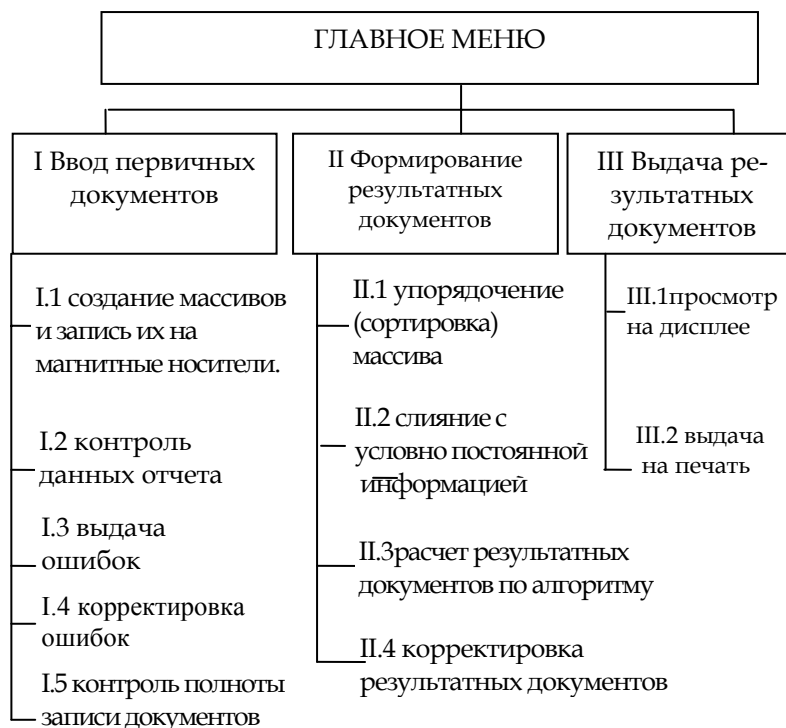 ГЛАВНОЕ МЕНЮ
I Ввод первичных
документов
I.1 создание массивов
и запись их на
магнитные носители.
I.2 контроль
данных отчета
I.3 выдача
ошибок
I.4 корректировка
ошибок
I.5 контроль полноты
записи документов
II Формирование
результатных
документов
II.1 упорядочение
(сортировка)
массива
II.2 слияние с
условно постоянной
информацией
II.3расчет результатных
документов по алгоритму
II.4 корректировка
результатных документов
III Выдача ре-
зультатных
документов
III.1просмотр
на дисплее
III.2 выдача
на печать